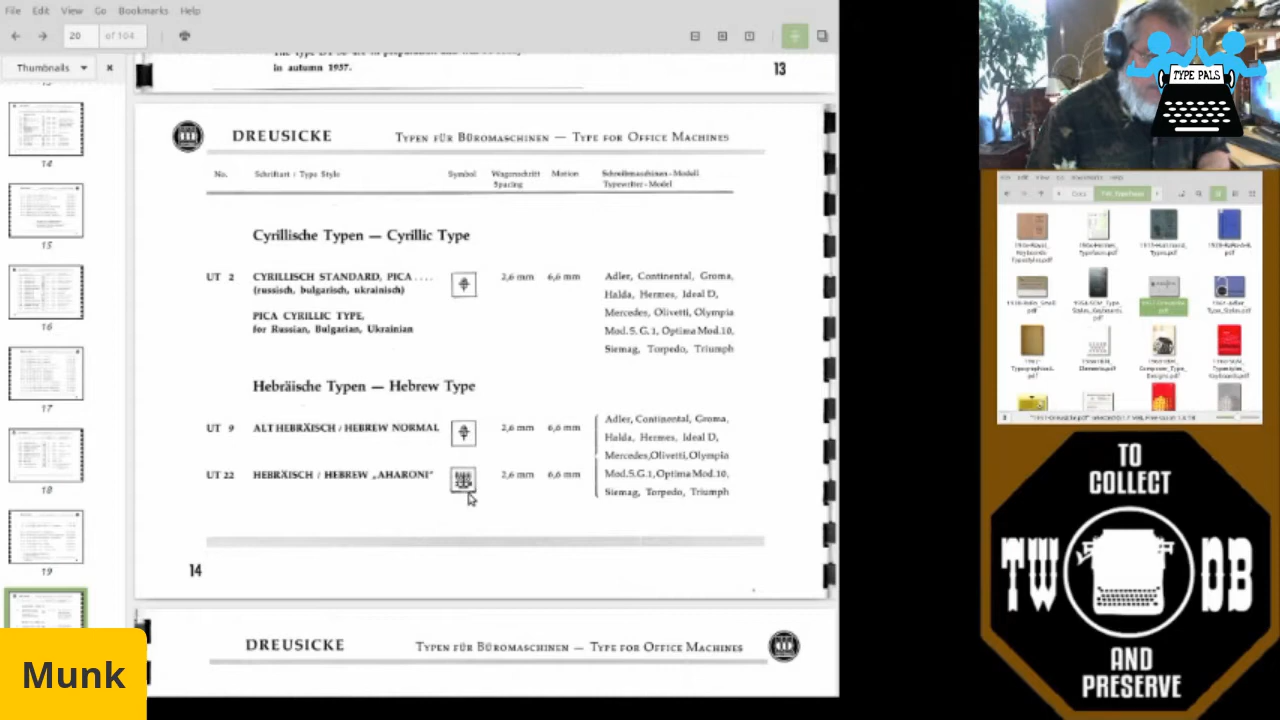 File Edit View Go Bookmarks Help
20 of 104
Thumbnails
in autumn 1957.
13
DREUSICKE TYPEN FÜR BÜROMASCHINEN — TYPE FOR OFFICE MACHINES
No. Schriftart / Type Style Symbol Wagenschritt Motion Schreibmaschinen-Modell
Spacing Typewriter-Model
Cyrillische Typen — Cyrillic Type
UT 2 CYRILLISCH STANDARD, PICA .... 2,6 mm 6,6 mm Adler, Continental, Groma,
(russisch, bulgarisch, ukrainisch) Halda, Hermes, Ideal D,
PICA CYRILLIC TYPE, Mercedes, Olivetti, Olympia
for Russian, Bulgarian, Ukrainian Mod. S. G. 1, Optima Mod. 10,
Siemag, Torpedo, Triumph
Hebräische Typen — Hebrew Type
UT 9 ALTHEBRÄISCH / HEBREW NORMAL 2,6 mm 6,6 mm Adler, Continental, Groma,
Halda, Hermes, Ideal D,
Mercedes, Olivetti, Olympia
UT 22 HEBRÄISCH / HEBREW „AHARONI" 2,6 mm 6,6 mm Mod. S. G. 1, Optima Mod. 10,
Siemag, Torpedo, Triumph
14
DREUSICKE TYPEN FÜR BÜROMASCHINEN — TYPE FOR OFFICE MACHINES
14
15
16
17
18
19
Munk
TYPE PALS
TO
COLLECT
TW DB
AND
PRESERVE